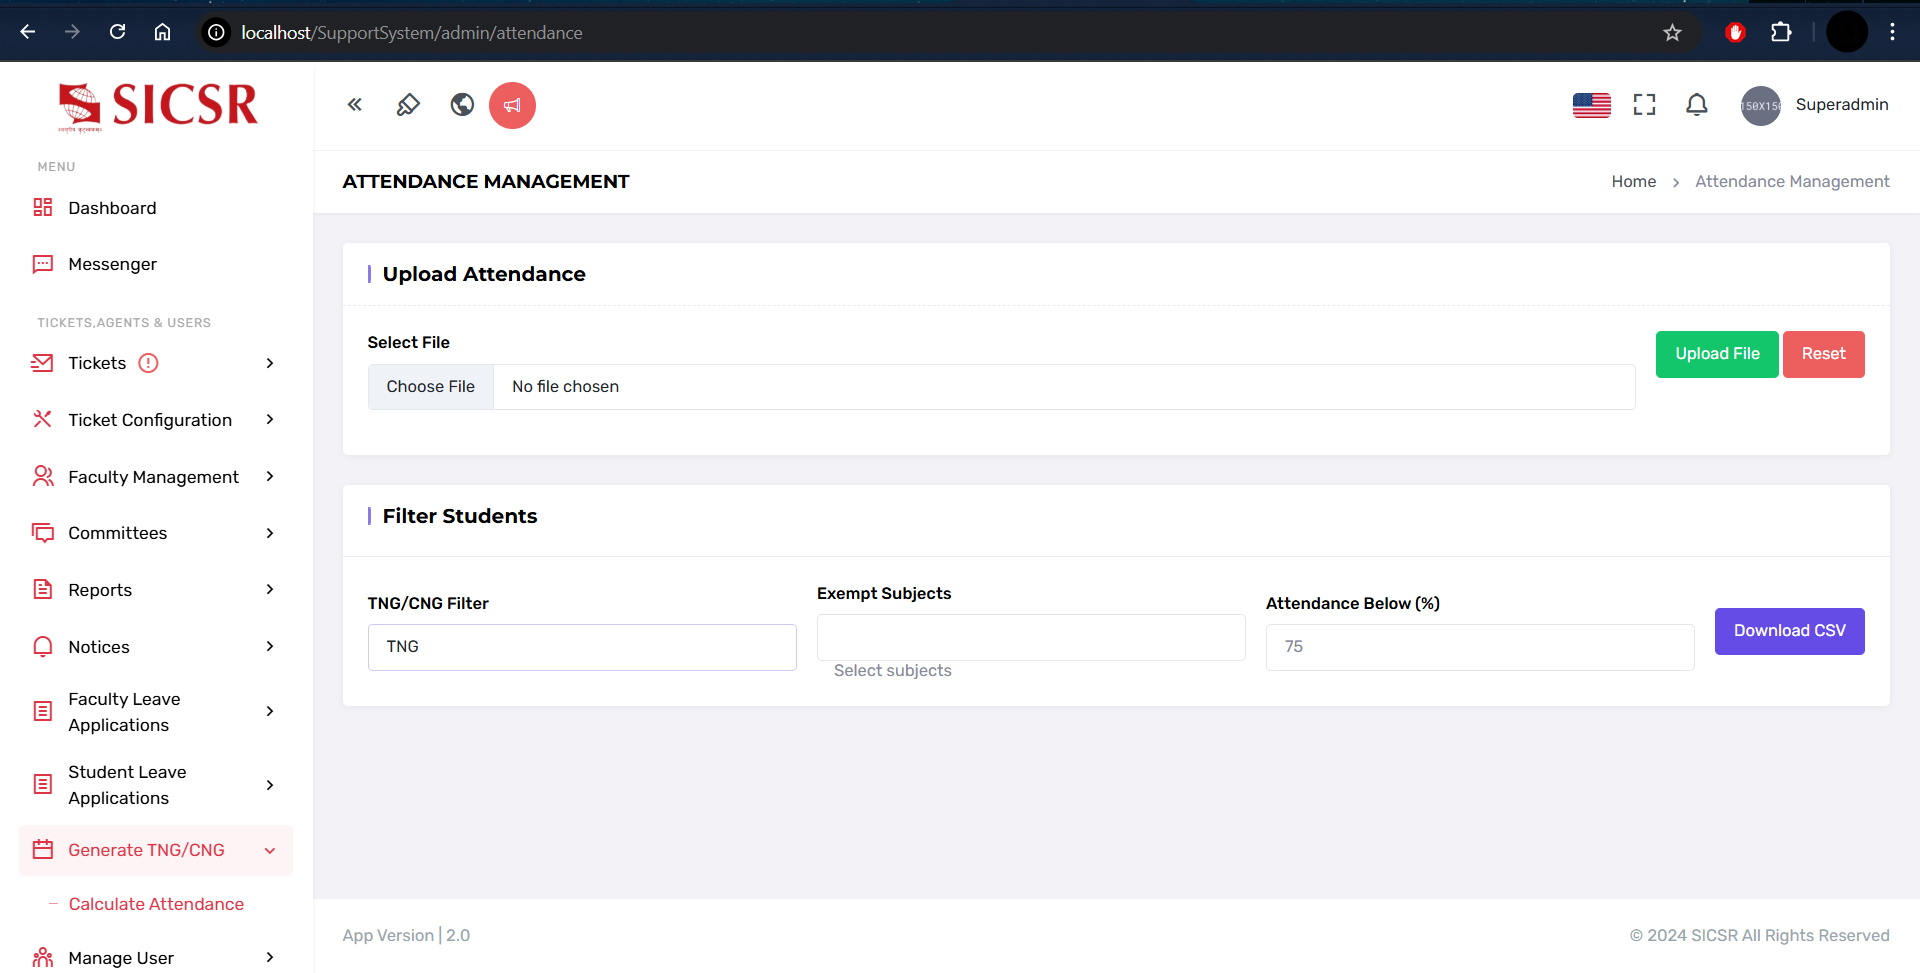 localhost/SupportSystem/admin/attendance
SICSR
MENU
Dashboard
Messenger
TICKETS,AGENTS & USERS
Tickets
Ticket Configuration
Faculty Management
Committees
Reports
Notices
Faculty Leave
Applications
Student Leave
Applications
Generate TNG/CNG
Calculate Attendance
Manage User
150X150
Superadmin
ATTENDANCE MANAGEMENT
Home > Attendance Management
Upload Attendance
Select File
Choose File No file chosen
Upload File
Reset
Filter Students
TNG/CNG Filter
TNG
Exempt Subjects
Select subjects
Attendance Below (%)
75
Download CSV
App Version | 2.0
© 2024 SICSR All Rights Reserved